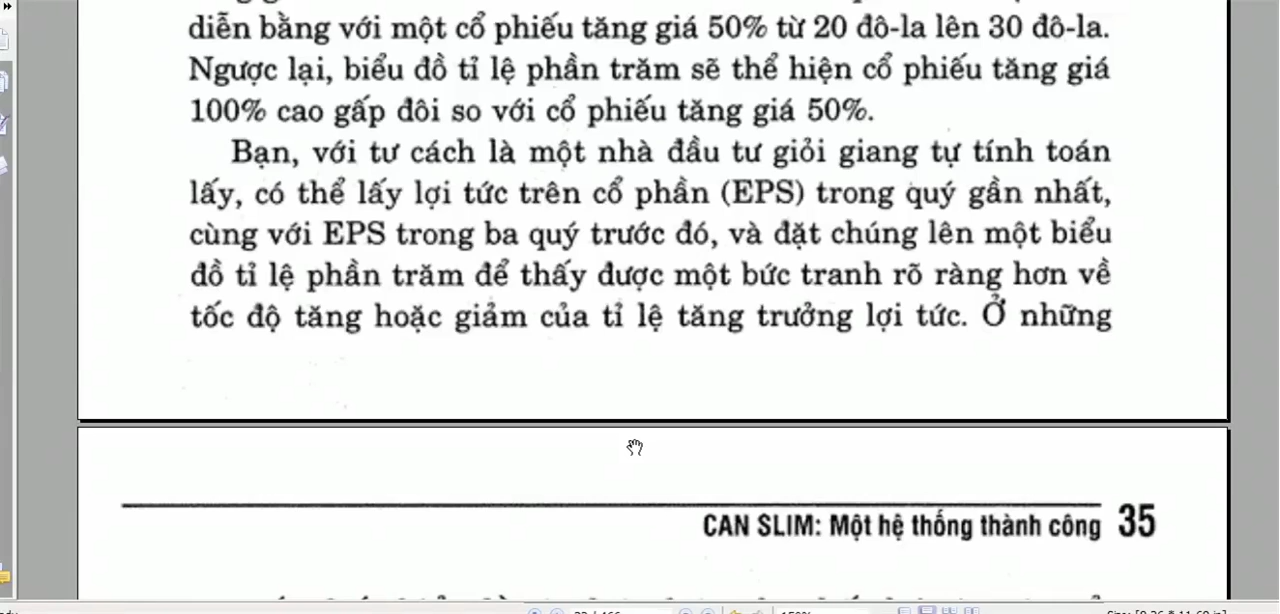 diễn bằng với một cổ phiếu tăng giá 50% từ 20 đô-la lên 30 đô-la.
Ngược lại, biểu đồ tỉ lệ phần trăm sẽ thể hiện cổ phiếu tăng giá
100% cao gấp đôi so với cổ phiếu tăng giá 50%.
Bạn, với tư cách là một nhà đầu tư giỏi giang tự tính toán
lấy, có thể lấy lợi tức trên cổ phần (EPS) trong quý gần nhất,
cùng với EPS trong ba quý trước đó, và đặt chúng lên một biểu
đồ tỉ lệ phần trăm để thấy được một bức tranh rõ ràng hơn về
tốc độ tăng hoặc giảm của tỉ lệ tăng trưởng lợi tức. Ở những
CAN SLIM: Một hệ thống thành công 35